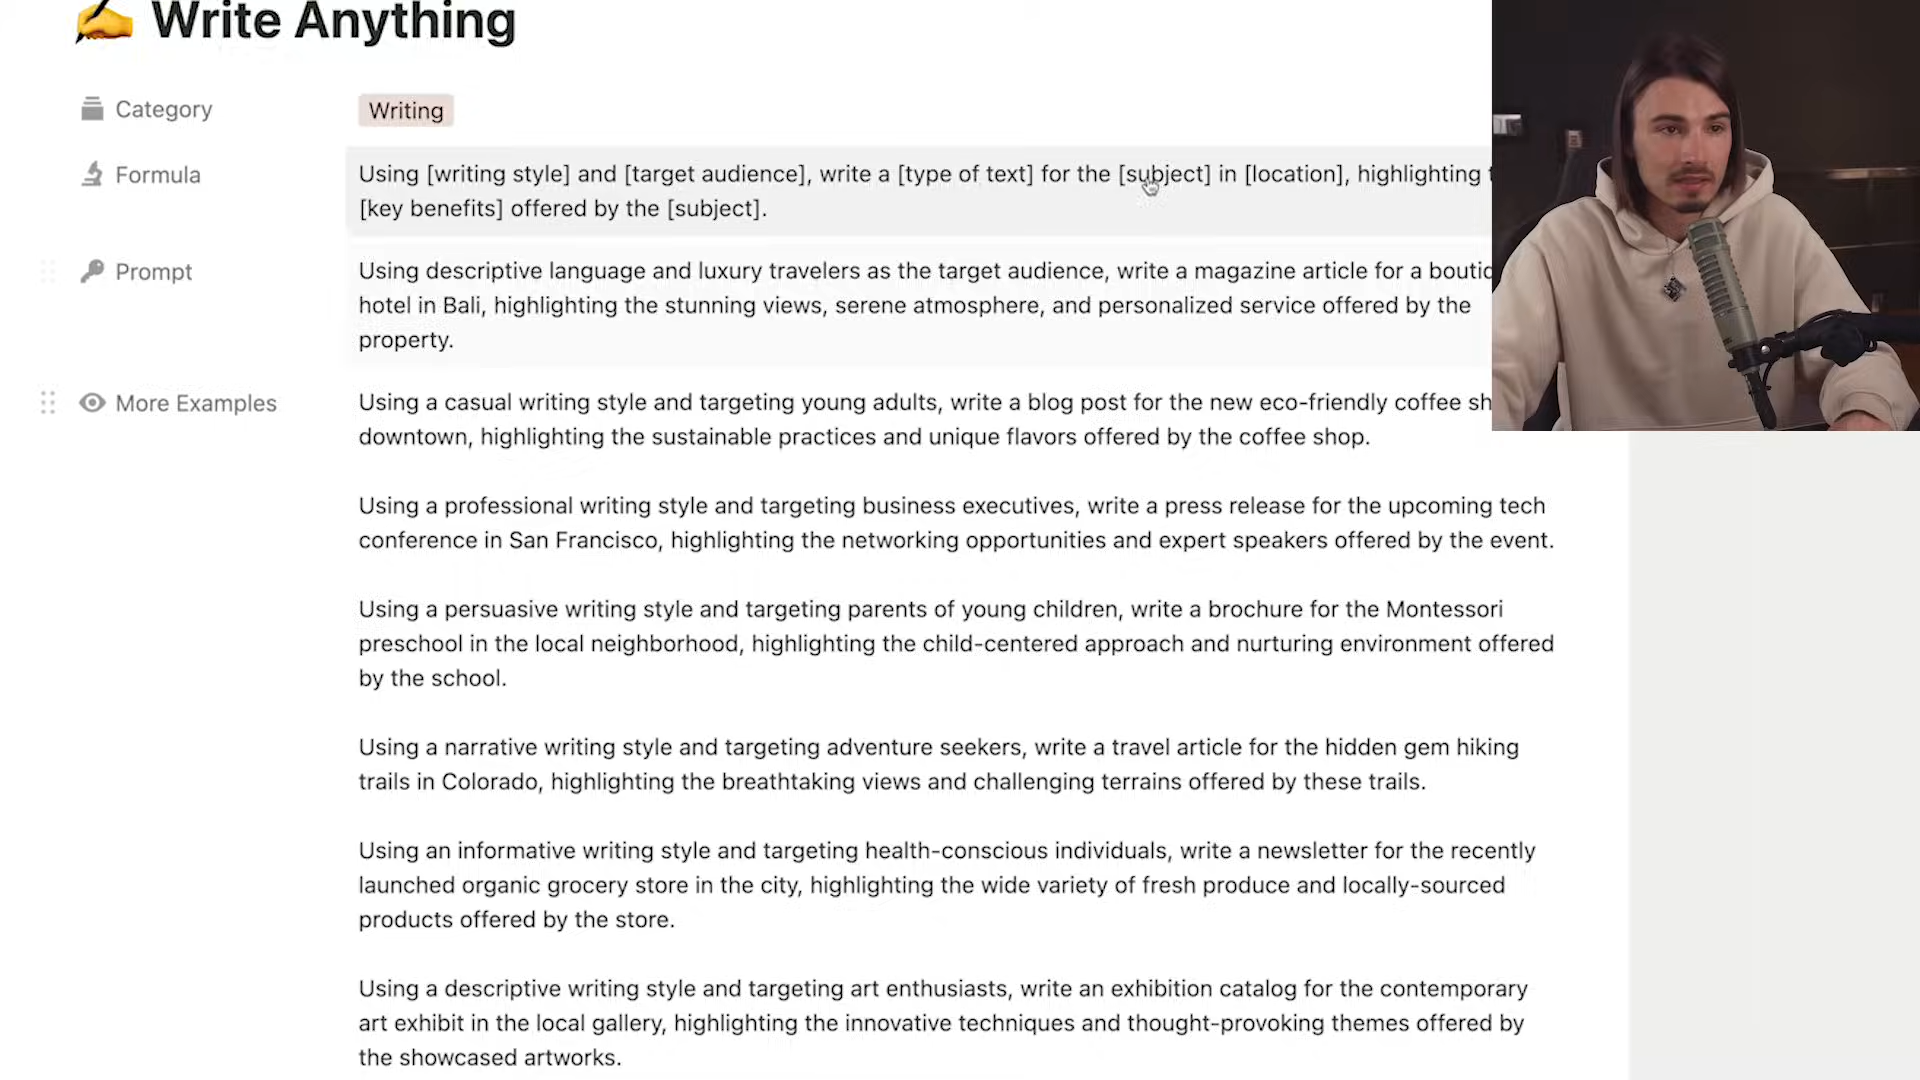 Write Anything
Category
Writing
Formula
Using [writing style] and [target audience], write a [type of text] for the [subject] in [location], highlighting
[key benefits] offered by the [subject].
Prompt
Using descriptive language and luxury travelers as the target audience, write a magazine article for a
hotel in Bali, highlighting the stunning views, serene atmosphere, and personalized service offered by the
property.
More Examples
Using a casual writing style and targeting young adults, write a blog post for the new eco-friendly coffee
downtown, highlighting the sustainable practices and unique flavors offered by the coffee shop.
Using a professional writing style and targeting business executives, write a press release for the upcoming tech
conference in San Francisco, highlighting the networking opportunities and expert speakers offered by the event.
Using a persuasive writing style and targeting parents of young children, write a brochure for the Montessori
preschool in the local neighborhood, highlighting the child-centered approach and nurturing environment offered
by the school.
Using a narrative writing style and targeting adventure seekers, write a travel article for the hidden gem hiking
trails in Colorado, highlighting the breathtaking views and challenging terrains offered by these trails.
Using an informative writing style and targeting health-conscious individuals, write a newsletter for the recently
launched organic grocery store in the city, highlighting the wide variety of fresh produce and locally-sourced
products offered by the store.
Using a descriptive writing style and targeting art enthusiasts, write an exhibition catalog for the contemporary
art exhibit in the local gallery, highlighting the innovative techniques and thought-provoking themes offered by
the showcased artworks.